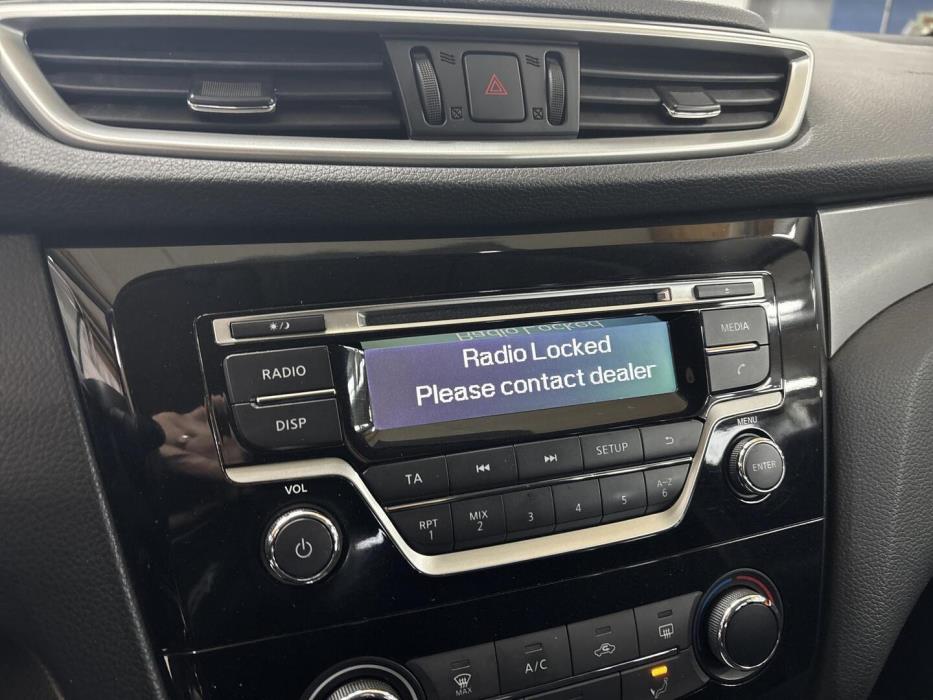 Radio Locked
Please contact dealer
RADIO
MEDIA
DISP
TA
SETUP
MENU
VOL
RPT
1
MIX
2
3
4
5
A-Z
6
ENTER
MAX
A/C